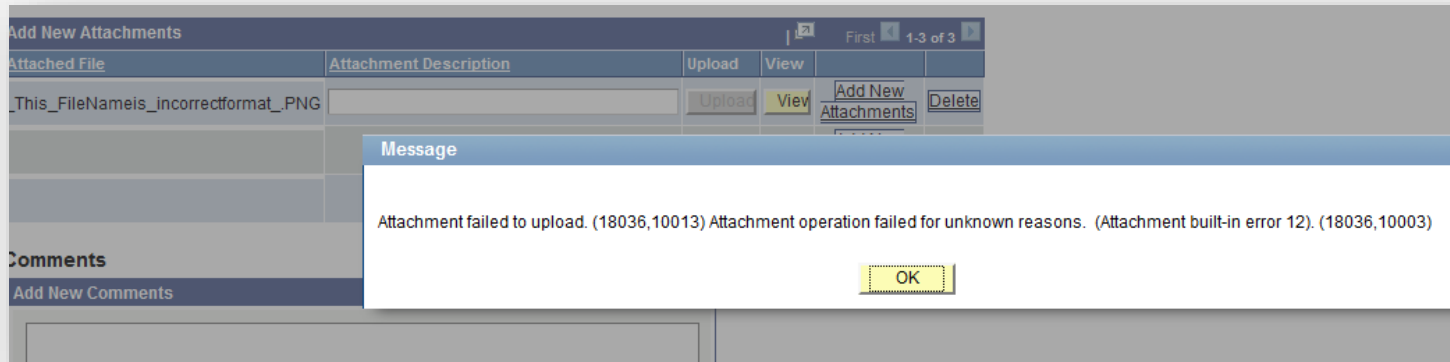 Add New Attachments First 1-3 of 3
Attached File Attachment Description Upload View
_This_FileNameis_incorrectformat_.PNG Upload View Add New Attachments Delete
Message
Attachment failed to upload. (18036,10013) Attachment operation failed for unknown reasons. (Attachment built-in error 12). (18036,10003)
OK
Comments
Add New Comments